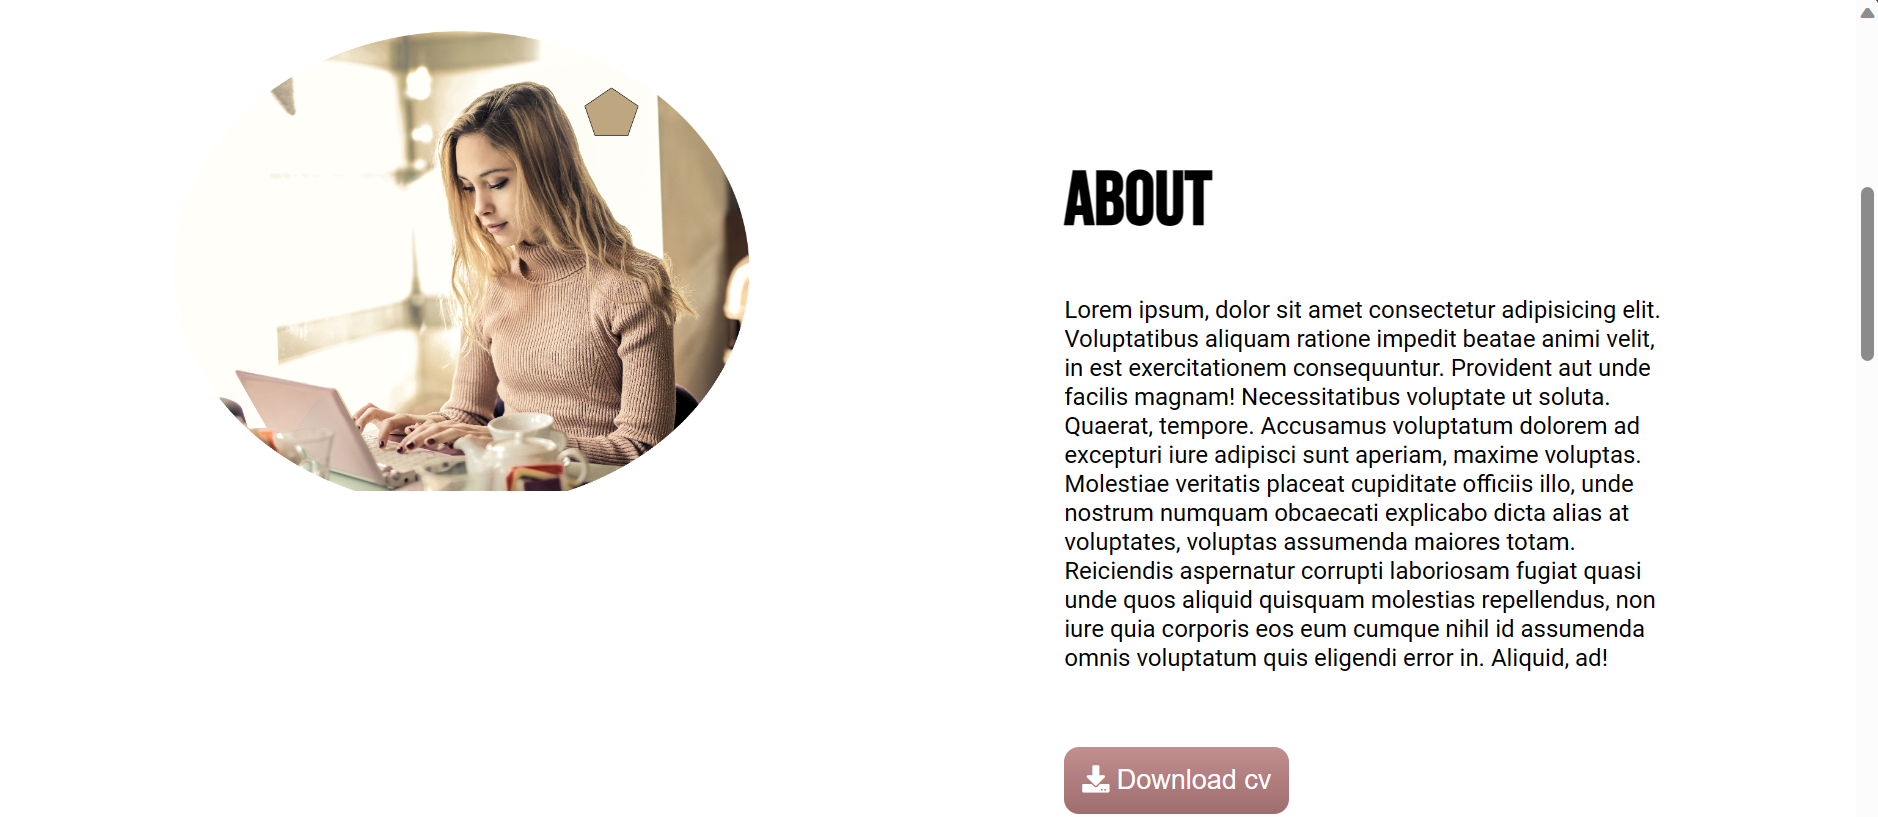 ABOUT
Lorem ipsum, dolor sit amet consectetur adipisicing elit.
Voluptatibus aliquam ratione impedit beatae animi velit,
in est exercitationem consequuntur. Provident aut unde
facilis magnam! Necessitatibus voluptate ut soluta.
Quaerat, tempore. Accusamus voluptatum dolorem ad
excepturi iure adipisci sunt aperiam, maxime voluptas.
Molestiae veritatis placeat cupiditate officiis illo, unde
nostrum numquam obcaecati explicabo dicta alias at
voluptates, voluptas assumenda maiores totam.
Reiciendis aspernatur corrupti laboriosam fugiat quasi
unde quos aliquid quisquam molestias repellendus, non
iure quia corporis eos eum cumque nihil id assumenda
omnis voluptatum quis eligendi error in. Aliquid, ad!
Download cv